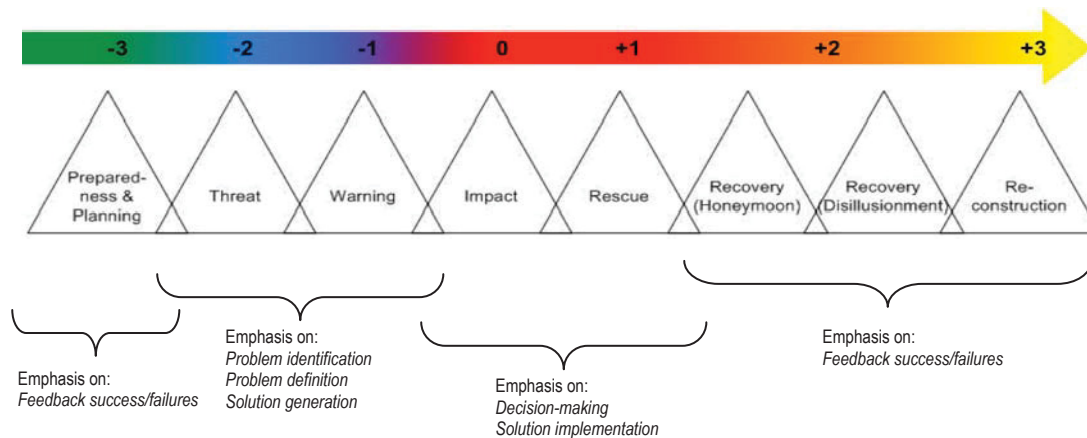 -3 -2 -1 0 +1 +2 +3
Prepared-
ness &
Planning
Threat
Warning
Impact
Rescue
Recovery
(Honeymoon)
Recovery
(Disillusionment)
Re-
construction
Emphasis on:
Feedback success/failures
Emphasis on:
Problem identification
Problem definition
Solution generation
Emphasis on:
Decision-making
Solution implementation
Emphasis on:
Feedback success/failures